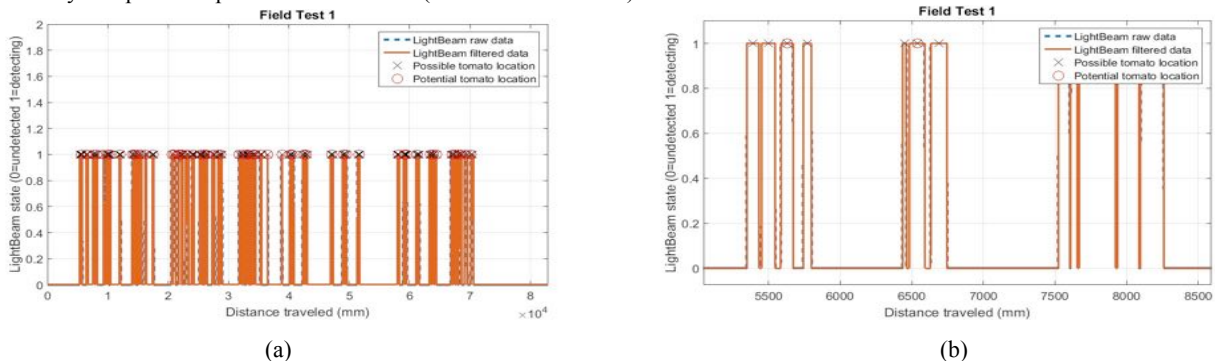 Field Test 1
2
1.8
1.6
1.4
1.2
1
0.8
0.6
0.4
0.2
0
LightBeam state (0=undetected 1=detecting)
LightBeam raw data
LightBeam filtered data
Possible tomato location
Potential tomato location
0 1 2 3 4 5 6 7 8
×10⁴
Distance traveled (mm)
(a)
Field Test 1
1
0.8
0.6
0.4
0.2
0
LightBeam state (0=undetected 1=detecting)
LightBeam raw data
LightBeam filtered data
Possible tomato location
Potential tomato location
5500 6000 6500 7000 7500 8000 8500
Distance traveled (mm)
(b)